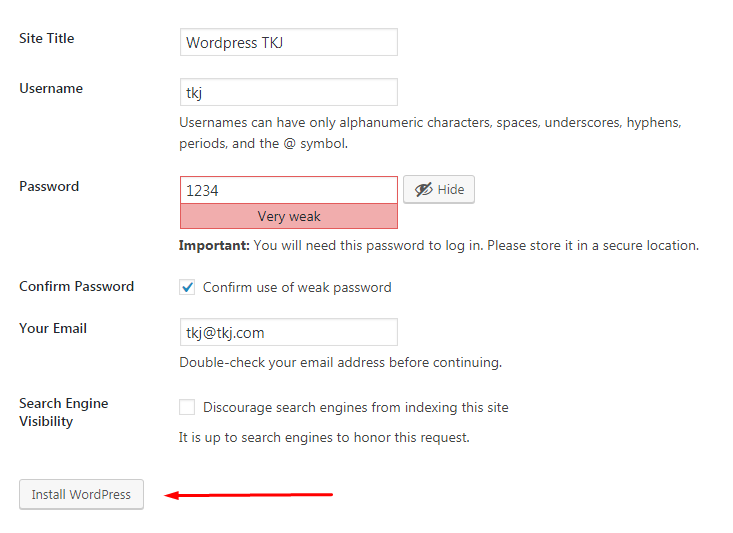 Site Title
Wordpress TKJ
Username
tkj
Usernames can have only alphanumeric characters, spaces, underscores, hyphens,
periods, and the @ symbol.
Password
1234
Hide
Very weak
Important: You will need this password to log in. Please store it in a secure location.
Confirm Password
Confirm use of weak password
Your Email
tkj@tkj.com
Double-check your email address before continuing.
Search Engine
Visibility
Discourage search engines from indexing this site
It is up to search engines to honor this request.
Install WordPress